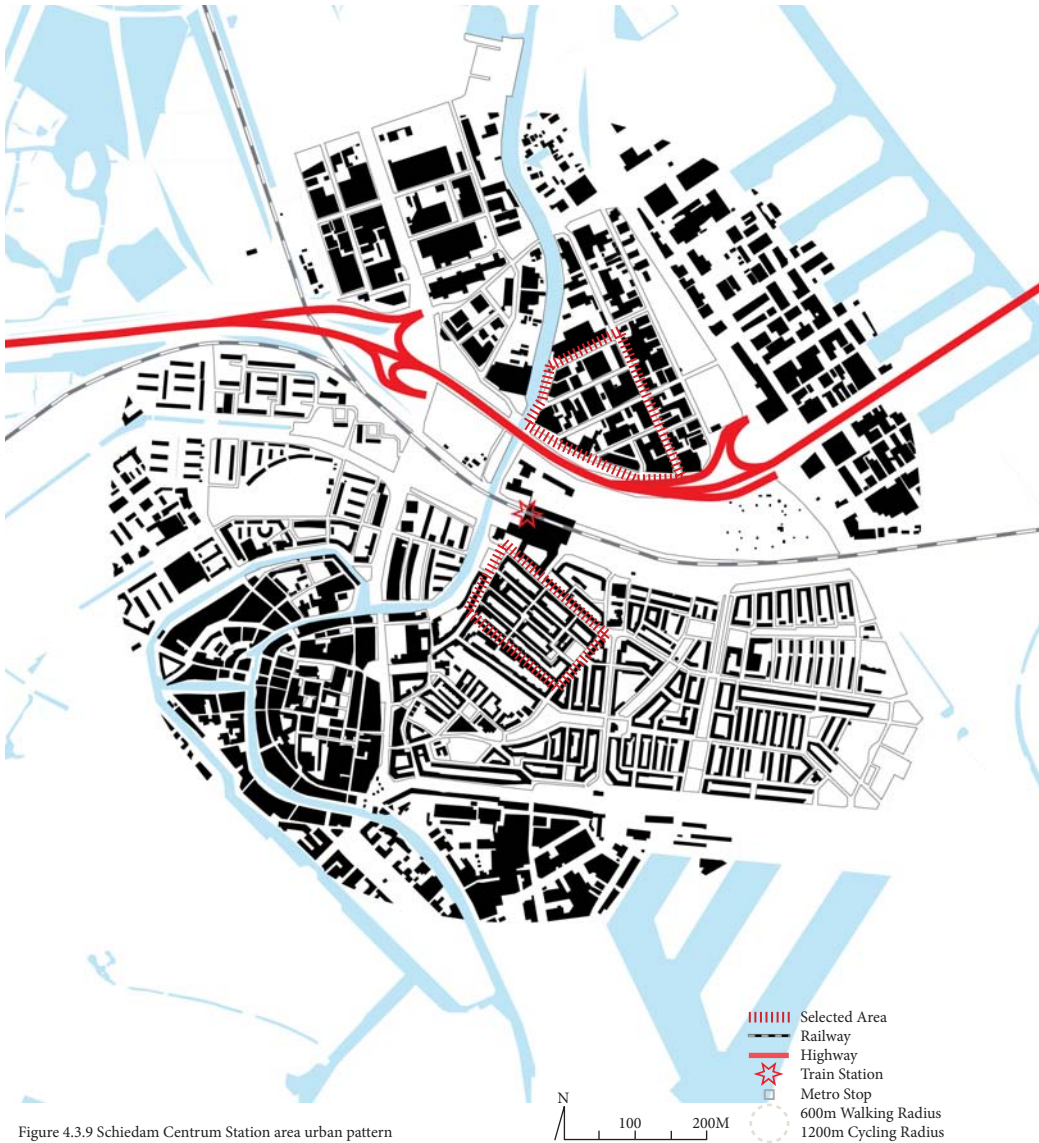 Selected Area
Railway
Highway
Train Station
Metro Stop
600m Walking Radius
1200m Cycling Radius
N
100 200M
Figure 4.3.9 Schiedam Centrum Station area urban pattern